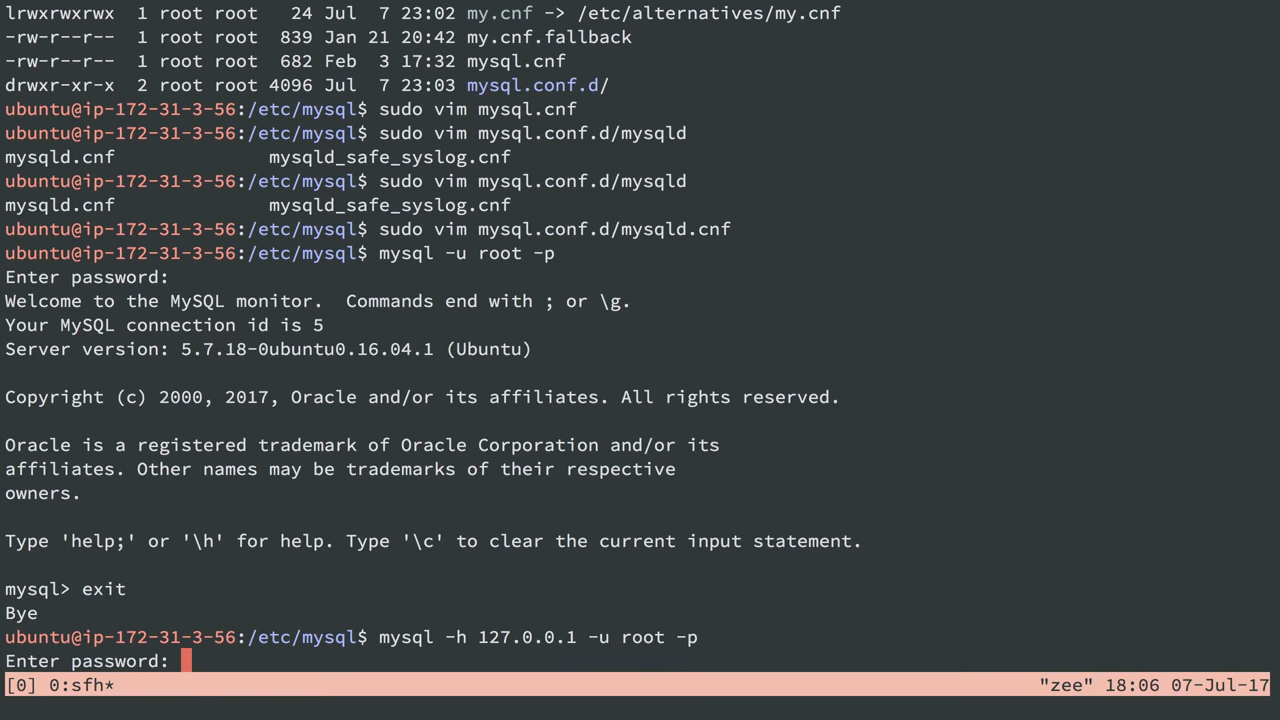 lrwxrwxrwx  1 root root   24 Jul  7 23:02 my.cnf -> /etc/alternatives/my.cnf
-rw-r--r--  1 root root  839 Jan 21 20:42 my.cnf.fallback
-rw-r--r--  1 root root  682 Feb  3 17:32 mysql.cnf
drwxr-xr-x  2 root root 4096 Jul  7 23:03 mysql.conf.d/
ubuntu@ip-172-31-3-56:/etc/mysql$ sudo vim mysql.cnf
ubuntu@ip-172-31-3-56:/etc/mysql$ sudo vim mysql.conf.d/mysqld
mysqld.cnf              mysqld_safe_syslog.cnf
ubuntu@ip-172-31-3-56:/etc/mysql$ sudo vim mysql.conf.d/mysqld
mysqld.cnf              mysqld_safe_syslog.cnf
ubuntu@ip-172-31-3-56:/etc/mysql$ sudo vim mysql.conf.d/mysqld.cnf
ubuntu@ip-172-31-3-56:/etc/mysql$ mysql -u root -p
Enter password:
Welcome to the MySQL monitor.  Commands end with ; or \g.
Your MySQL connection id is 5
Server version: 5.7.18-0ubuntu0.16.04.1 (Ubuntu)
Copyright (c) 2000, 2017, Oracle and/or its affiliates. All rights reserved.
Oracle is a registered trademark of Oracle Corporation and/or its
affiliates. Other names may be trademarks of their respective
owners.
Type 'help;' or '\h' for help. Type '\c' to clear the current input statement.
mysql> exit
Bye
ubuntu@ip-172-31-3-56:/etc/mysql$ mysql -h 127.0.0.1 -u root -p
Enter password:
[0] 0:sfh* "zee" 18:06 07-Jul-17